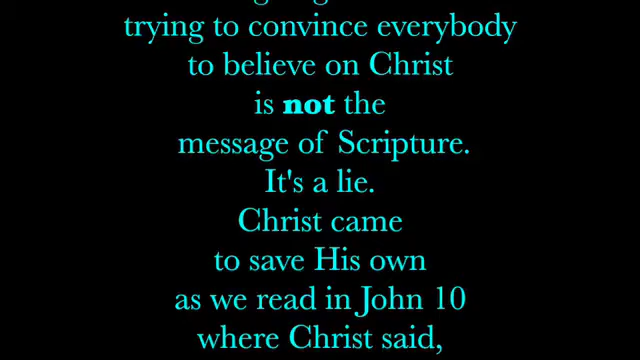 trying to convince everybody
to believe on Christ
is not the
message of Scripture.
It's a lie.
Christ came
to save His own
as we read in John 10
where Christ said,